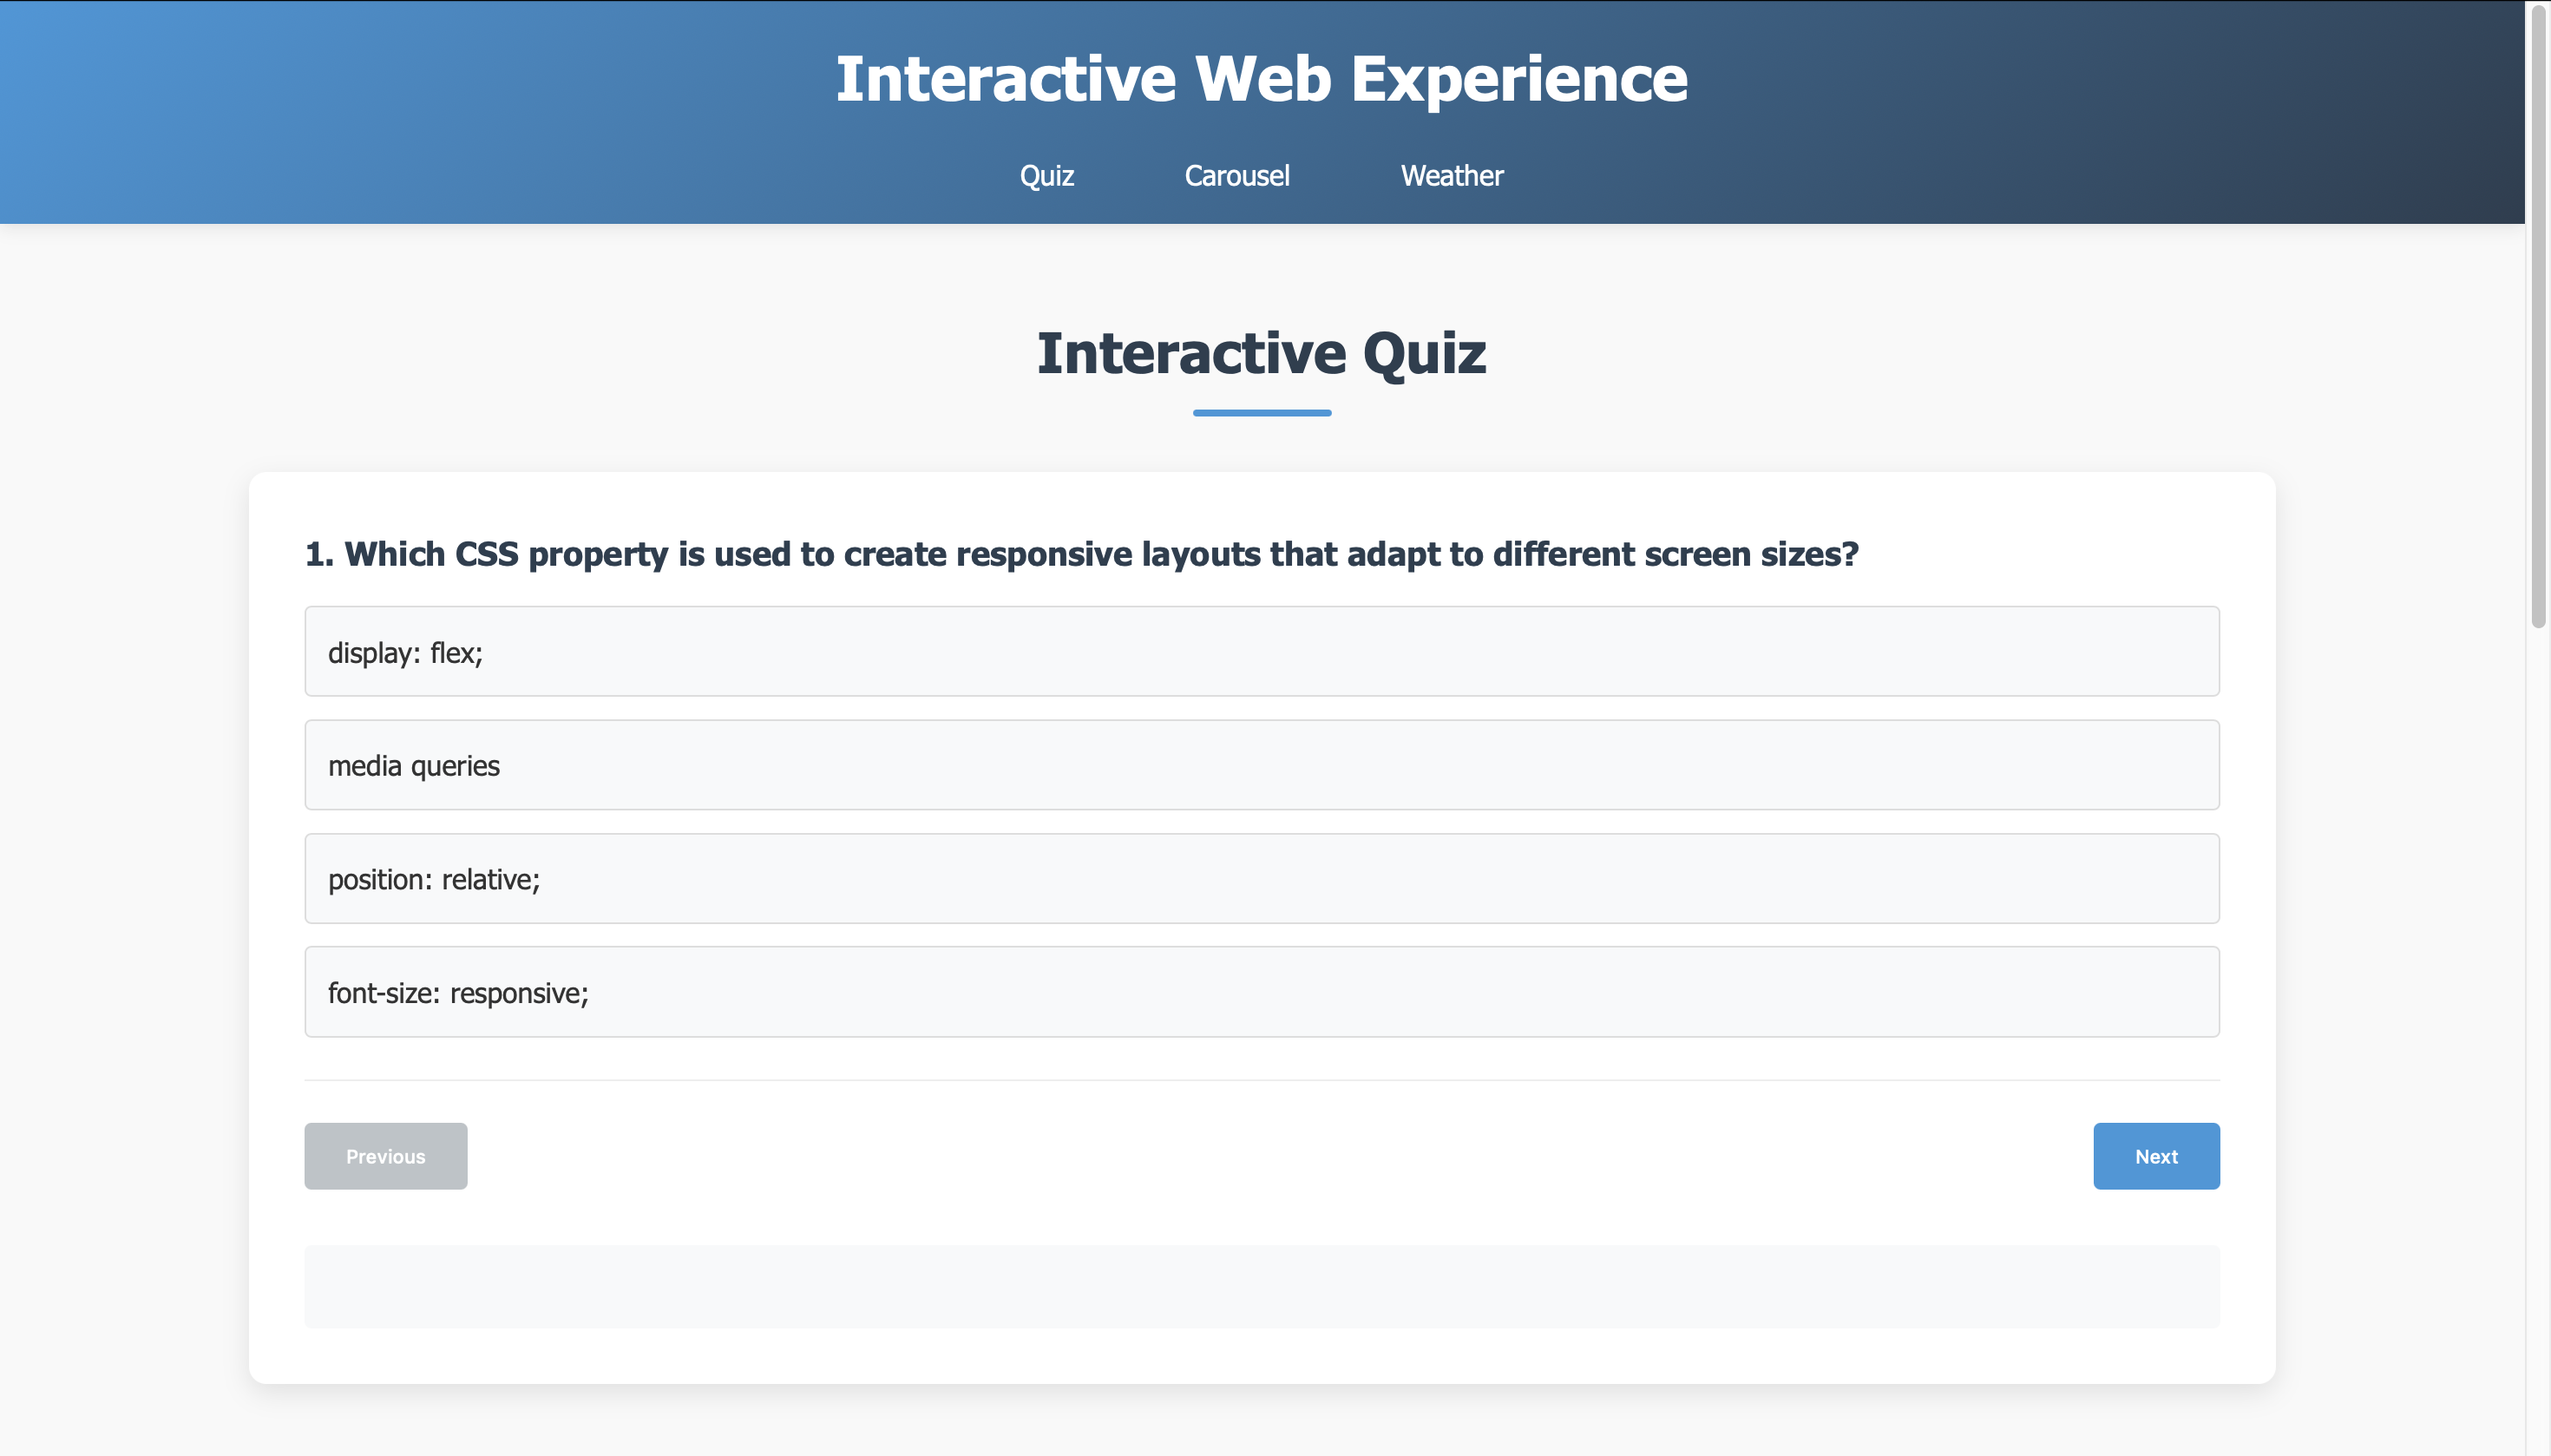 Interactive Web Experience
Quiz Carousel Weather
Interactive Quiz
1. Which CSS property is used to create responsive layouts that adapt to different screen sizes?
display: flex;
media queries
position: relative;
font-size: responsive;
Previous Next